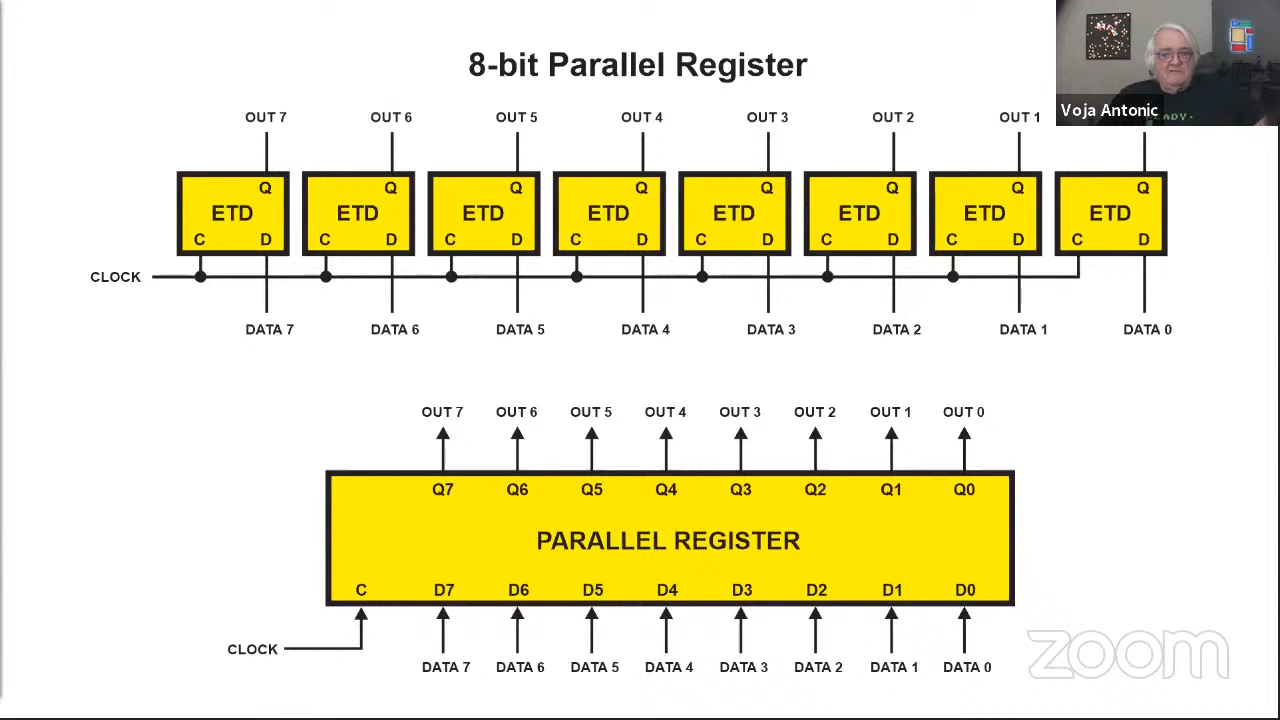 8-bit Parallel Register
Voja Antonic
OUT 7 OUT 6 OUT 5 OUT 4 OUT 3 OUT 2 OUT 1
Q Q Q Q Q Q Q Q
ETD ETD ETD ETD ETD ETD ETD ETD
C D C D C D C D C D C D C D C D
CLOCK
DATA 7 DATA 6 DATA 5 DATA 4 DATA 3 DATA 2 DATA 1 DATA 0
OUT 7 OUT 6 OUT 5 OUT 4 OUT 3 OUT 2 OUT 1 OUT 0
Q7 Q6 Q5 Q4 Q3 Q2 Q1 Q0
PARALLEL REGISTER
C D7 D6 D5 D4 D3 D2 D1 D0
CLOCK
DATA 7 DATA 6 DATA 5 DATA 4 DATA 3 DATA 2 DATA 1 DATA 0
zoom